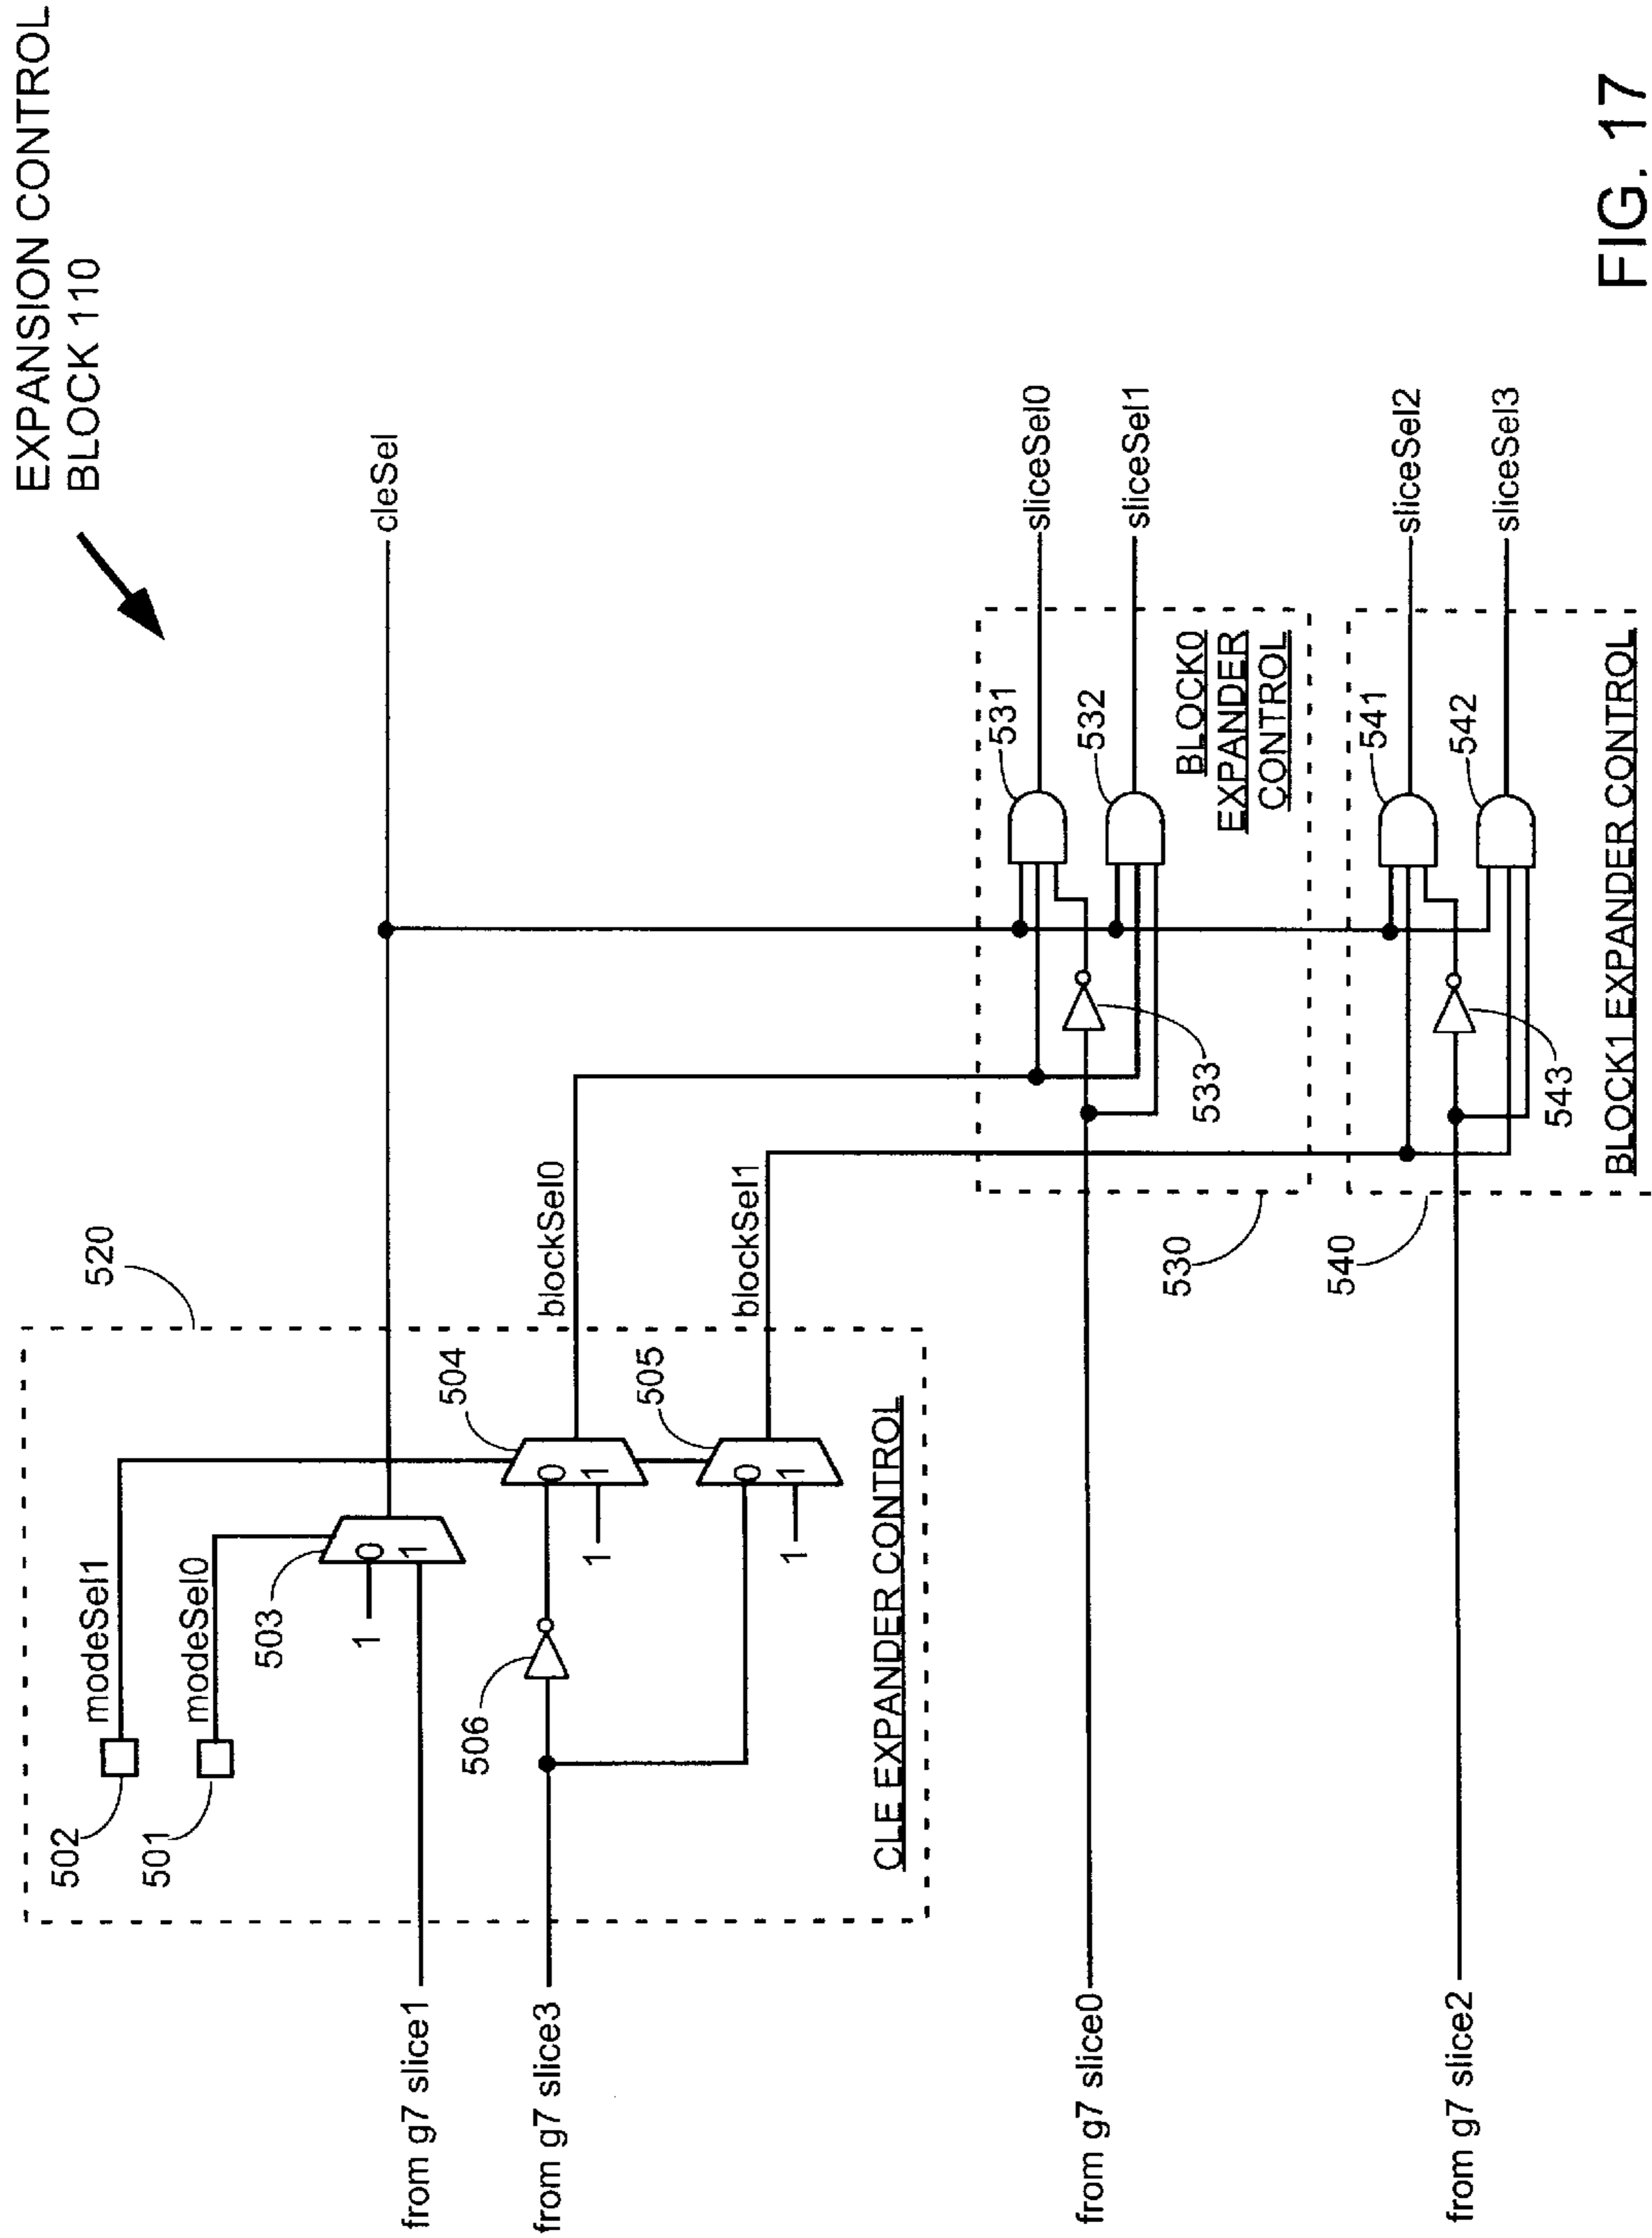 EXPANSION CONTROL
BLOCK 110
520
502
modeSel1
501
modeSel0
503
0
1
1
cleSel
from g7 slice1
504
0
1
1
blockSel0
506
505
0
1
1
blockSel1
from g7 slice3
CLE EXPANDER CONTROL
531
sliceSel0
532
sliceSel1
533
BLOCK0
EXPANDER
CONTROL
from g7 slice0
530
541
sliceSel2
542
sliceSel3
543
540
from g7 slice2
BLOCK1 EXPANDER CONTROL
FIG. 17